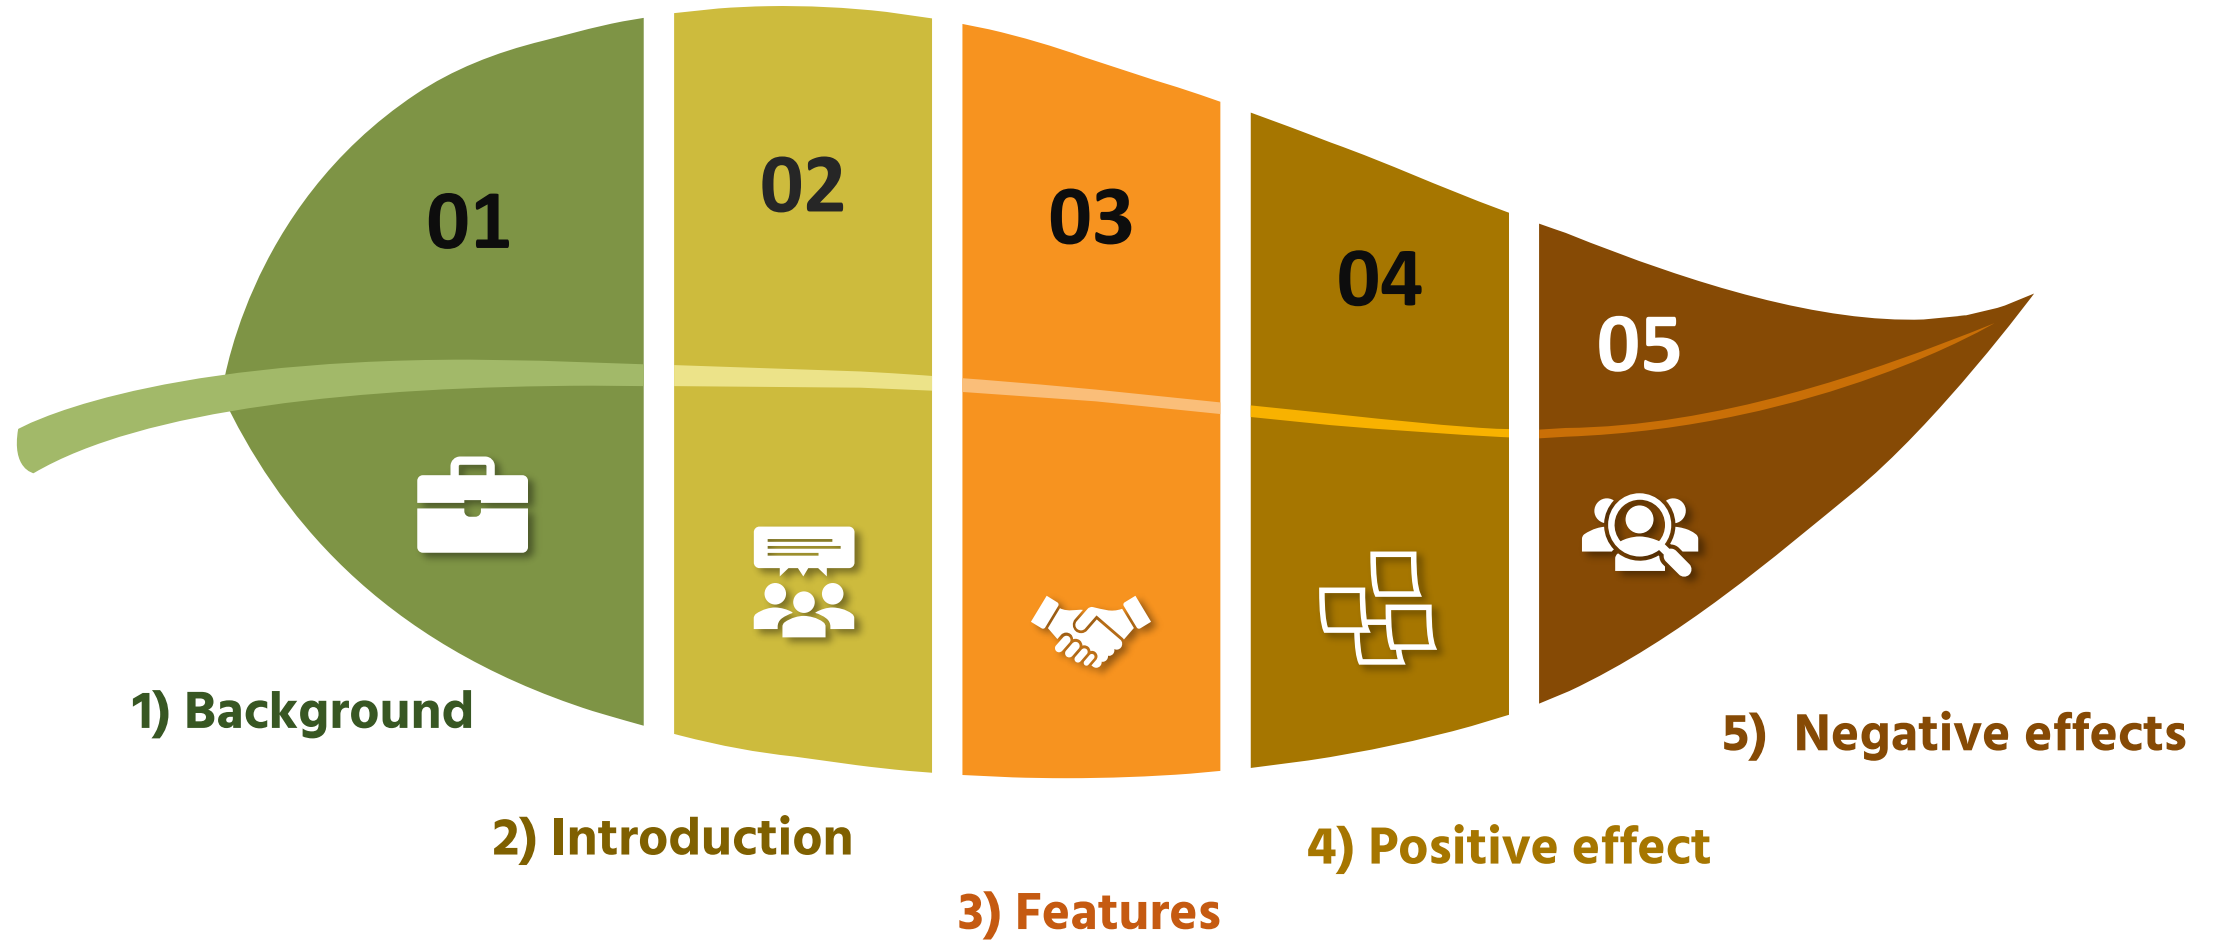 01
02
03
04
05
1) Background
2) Introduction
3) Features
4) Positive effect
5) Negative effects